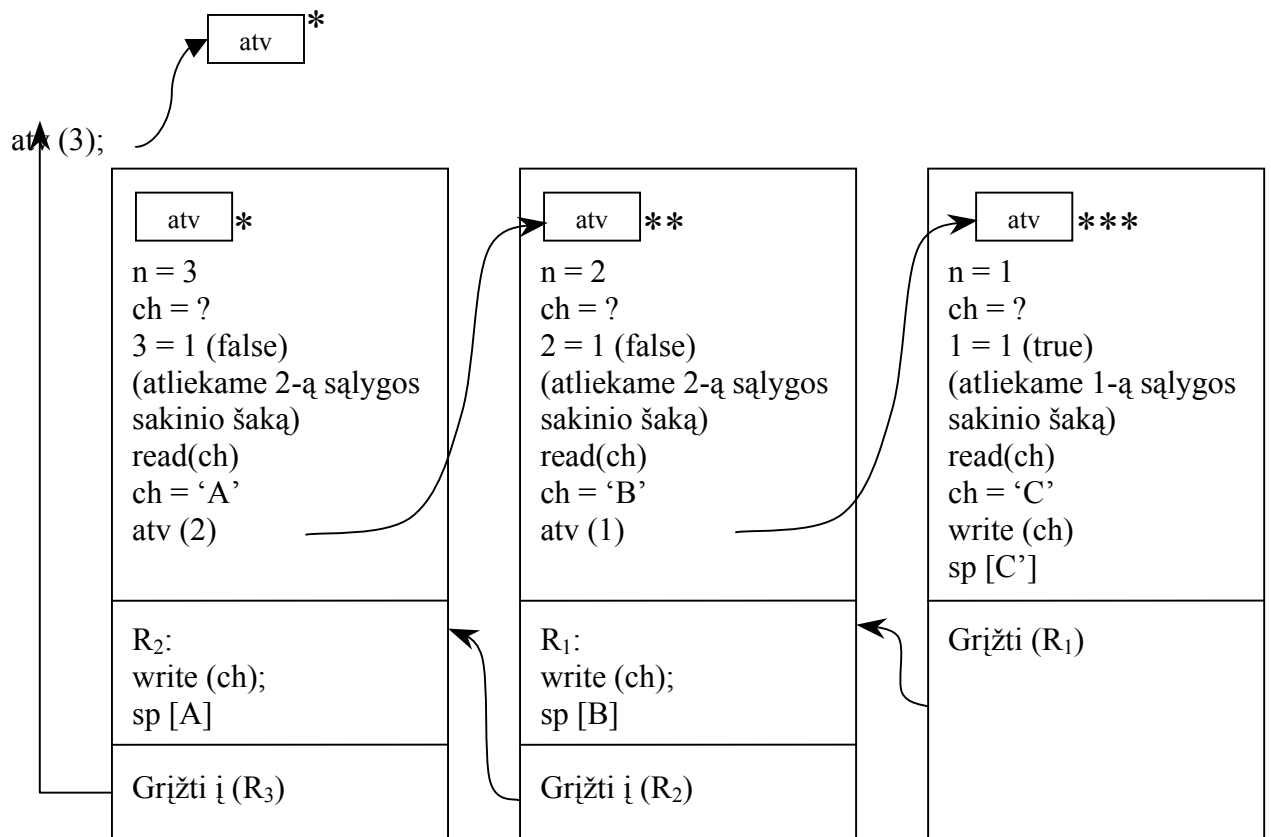 atv *
atv (3);
atv *
n = 3
ch = ?
3 = 1 (false)
(atliekame 2-ą sąlygos
sakinio šaką)
read(ch)
ch = ‘A’
atv (2)
R₂:
write (ch);
sp [A]
Grįžti į (R₃)
atv **
n = 2
ch = ?
2 = 1 (false)
(atliekame 2-ą sąlygos
sakinio šaką)
read(ch)
ch = ‘B’
atv (1)
R₁:
write (ch);
sp [B]
Grįžti į (R₂)
atv ***
n = 1
ch = ?
1 = 1 (true)
(atliekame 1-ą sąlygos
sakinio šaką)
read(ch)
ch = ‘C’
write (ch)
sp [C’]
Grįžti (R₁)